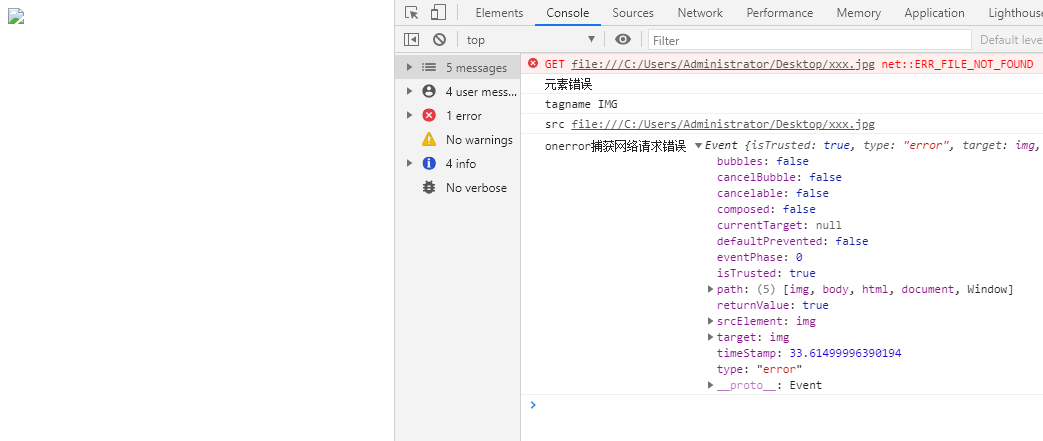 Elements Console Sources Network Performance Memory Application Lighthouse
top Filter Default leve
5 messages
4 user mess...
1 error
No warnings
4 info
No verbose
GET file:///C:/Users/Administrator/Desktop/xxx.jpg net::ERR_FILE_NOT_FOUND
元素错误
tagname IMG
src file:///C:/Users/Administrator/Desktop/xxx.jpg
onerror捕获网络请求错误 Event {isTrusted: true, type: "error", target: img,
bubbles: false
cancelBubble: false
cancelable: false
composed: false
currentTarget: null
defaultPrevented: false
eventPhase: 0
isTrusted: true
path: (5) [img, body, html, document, Window]
returnValue: true
srcElement: img
target: img
timeStamp: 33.61499996390194
type: "error"
__proto__: Event